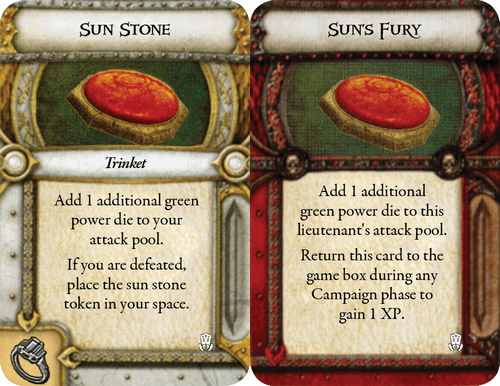 Sun Stone
Trinket
Add 1 additional green
power die to your
attack pool.
If you are defeated,
place the sun stone
token in your space.
Sun's Fury
Add 1 additional
green power die to this
lieutenant's attack pool.
Return this card to the
game box during any
Campaign phase to
gain 1 XP.